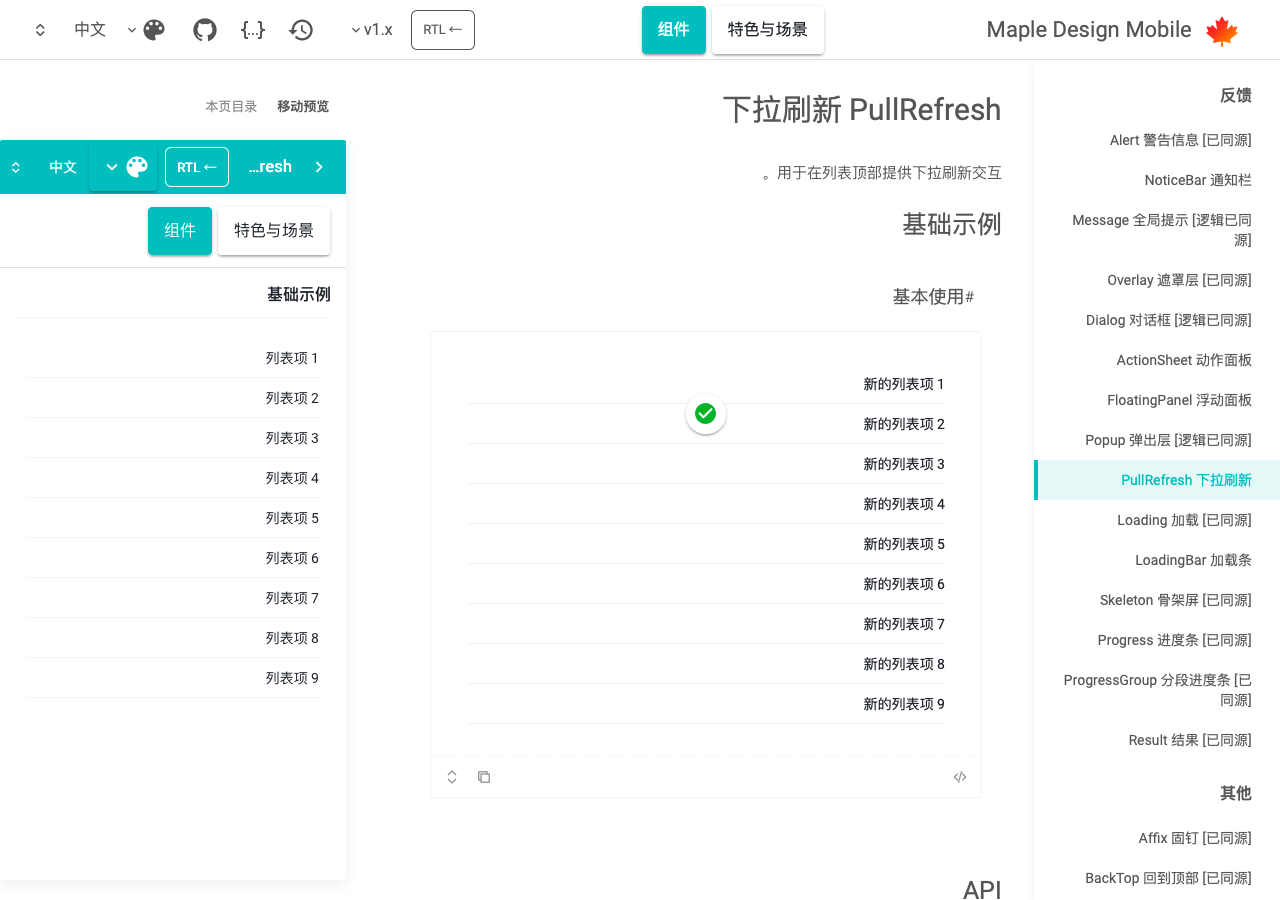 Maple Design Mobile
特色与场景
组件
RTL ←
v1.x
中文
反馈
Alert 警告信息 [已同源]
NoticeBar 通知栏
Message 全局提示 [逻辑已同
源]
Overlay 遮罩层 [已同源]
Dialog 对话框 [逻辑已同源]
ActionSheet 动作面板
FloatingPanel 浮动面板
Popup 弹出层 [逻辑已同源]
PullRefresh 下拉刷新
Loading 加载 [已同源]
LoadingBar 加载条
Skeleton 骨架屏 [已同源]
Progress 进度条 [已同源]
ProgressGroup 分段进度条 [已
同源]
Result 结果 [已同源]
其他
Affix 固钉 [已同源]
BackTop 回到顶部 [已同源]
下拉刷新 PullRefresh
用于在列表顶部提供下拉刷新交互。
基础示例
#基本使用
新的列表项 1
新的列表项 2
新的列表项 3
新的列表项 4
新的列表项 5
新的列表项 6
新的列表项 7
新的列表项 8
新的列表项 9
API
移动预览
本页目录
...resh
RTL ←
中文
特色与场景
组件
基础示例
列表项 1
列表项 2
列表项 3
列表项 4
列表项 5
列表项 6
列表项 7
列表项 8
列表项 9